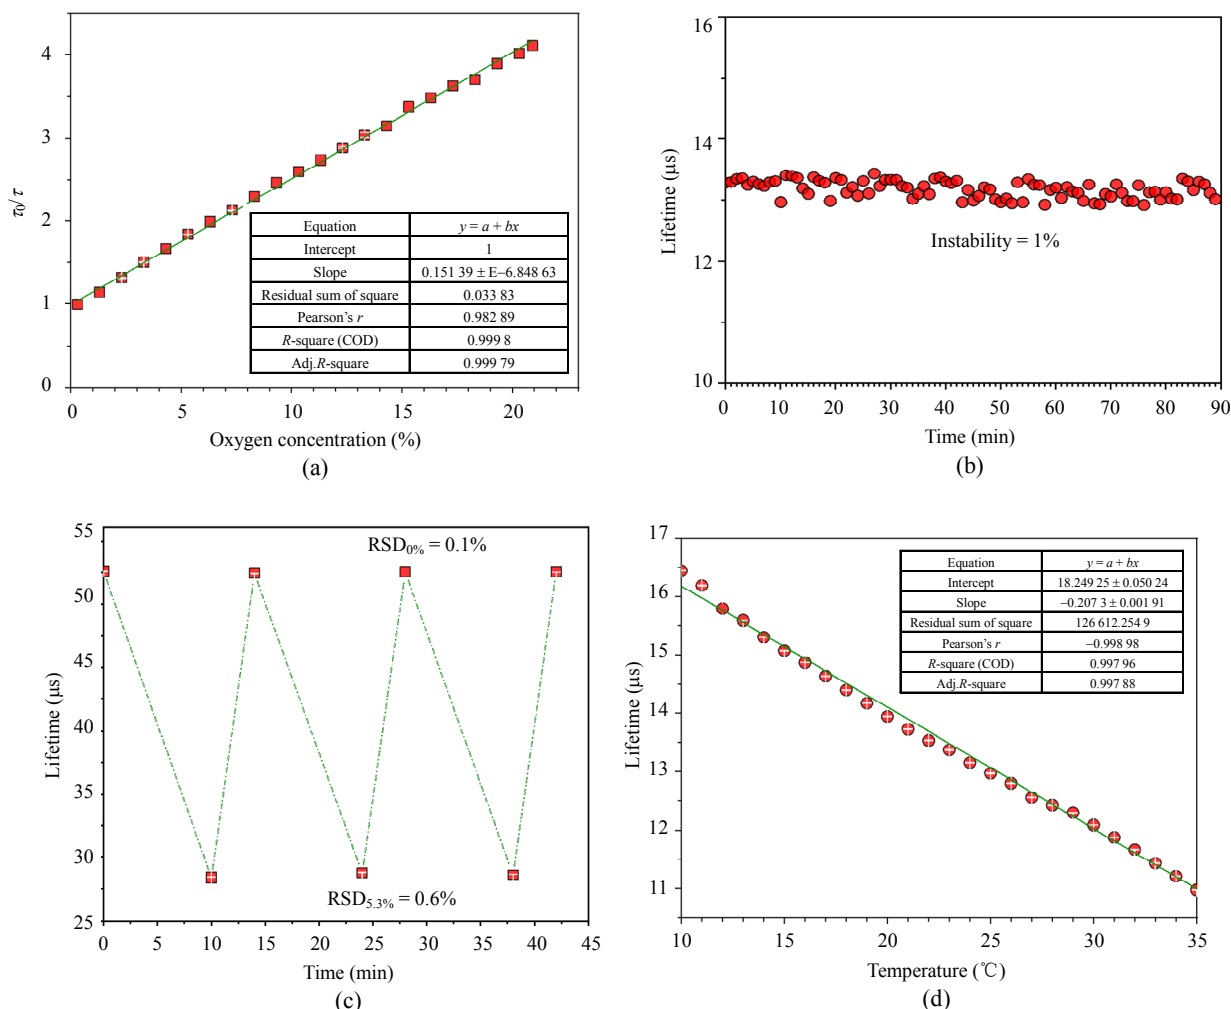 4
3
2
1
0
τ0/τ
Equation y = a + bx
Intercept 1
Slope 0.151 39 ± E−6.848 63
Residual sum of square 0.033 83
Pearson's r 0.982 89
R-square (COD) 0.999 8
Adj.R-square 0.999 79
0 5 10 15 20
Oxygen concentration (%)
(a)
16
15
14
13
12
11
10
Lifetime (μs)
Instability = 1%
0 10 20 30 40 50 60 70 80 90
Time (min)
(b)
55
50
45
40
35
30
25
Lifetime (μs)
RSD0% = 0.1%
RSD5.3% = 0.6%
0 5 10 15 20 25 30 35 40 45
Time (min)
(c)
17
16
15
14
13
12
11
Lifetime (μs)
Equation y = a + bx
Intercept 18.249 25 ± 0.050 24
Slope −0.207 3 ± 0.001 91
Residual sum of square 126 612.254 9
Pearson's r −0.998 98
R-square (COD) 0.997 96
Adj.R-square 0.997 88
10 15 20 25 30 35
Temperature (℃)
(d)